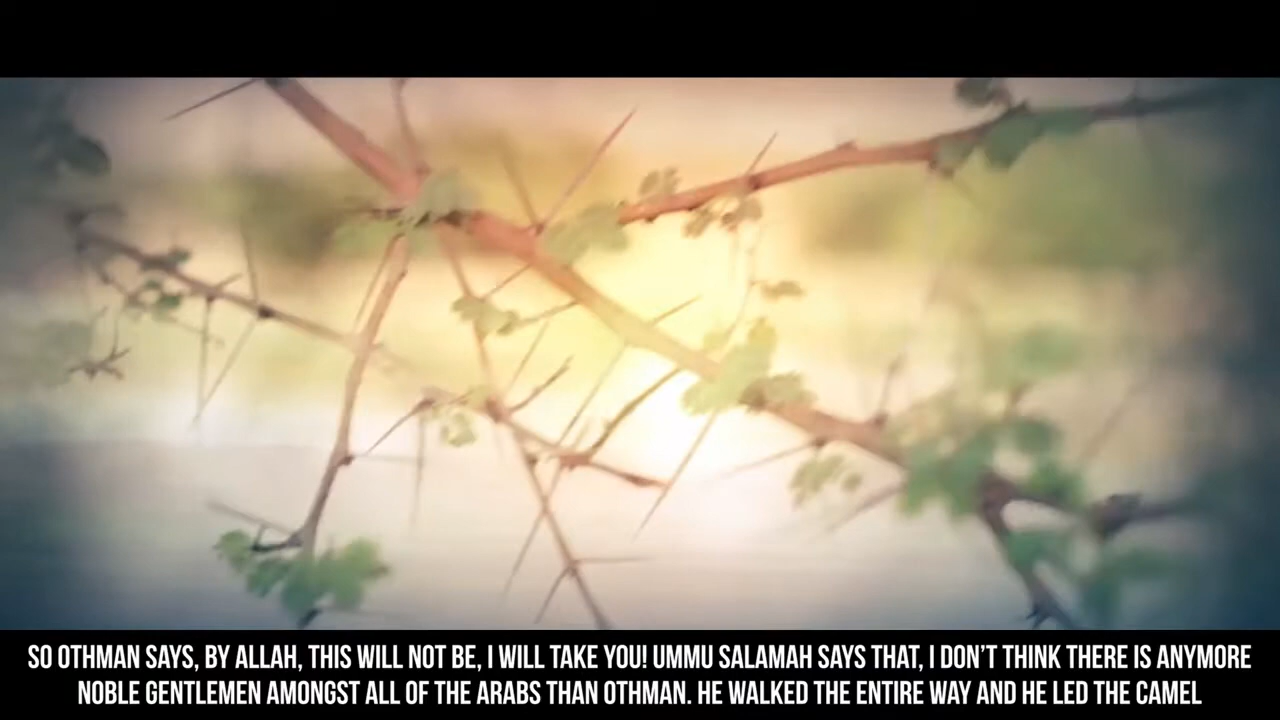 SO OTHMAN SAYS, BY ALLAH, THIS WILL NOT BE, I WILL TAKE YOU! UMMU SALAMAH SAYS THAT, I DON'T THINK THERE IS ANYMORE
NOBLE GENTLEMEN AMONGST ALL OF THE ARABS THAN OTHMAN. HE WALKED THE ENTIRE WAY AND HE LED THE CAMEL